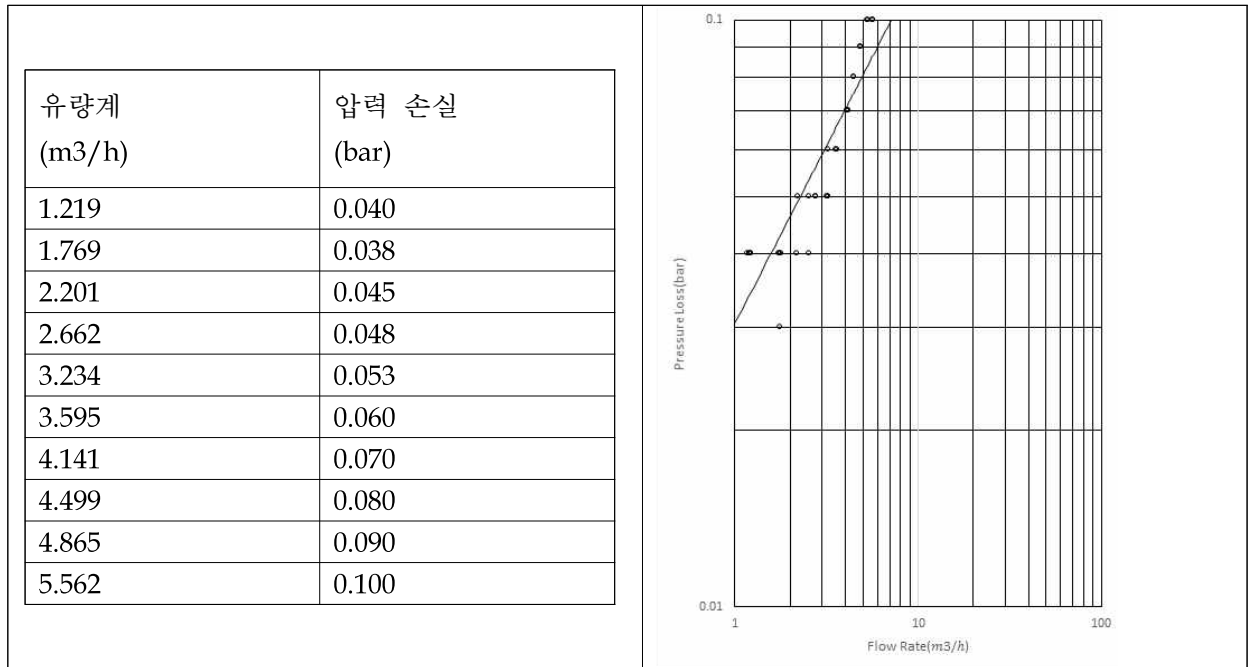 유량계 압력 손실
(m3/h) (bar)
1.219 0.040
1.769 0.038
2.201 0.045
2.662 0.048
3.234 0.053
3.595 0.060
4.141 0.070
4.499 0.080
4.865 0.090
5.562 0.100
0.1
Pressure Loss(bar)
0.01
1 10 100
Flow Rate(m3/h)